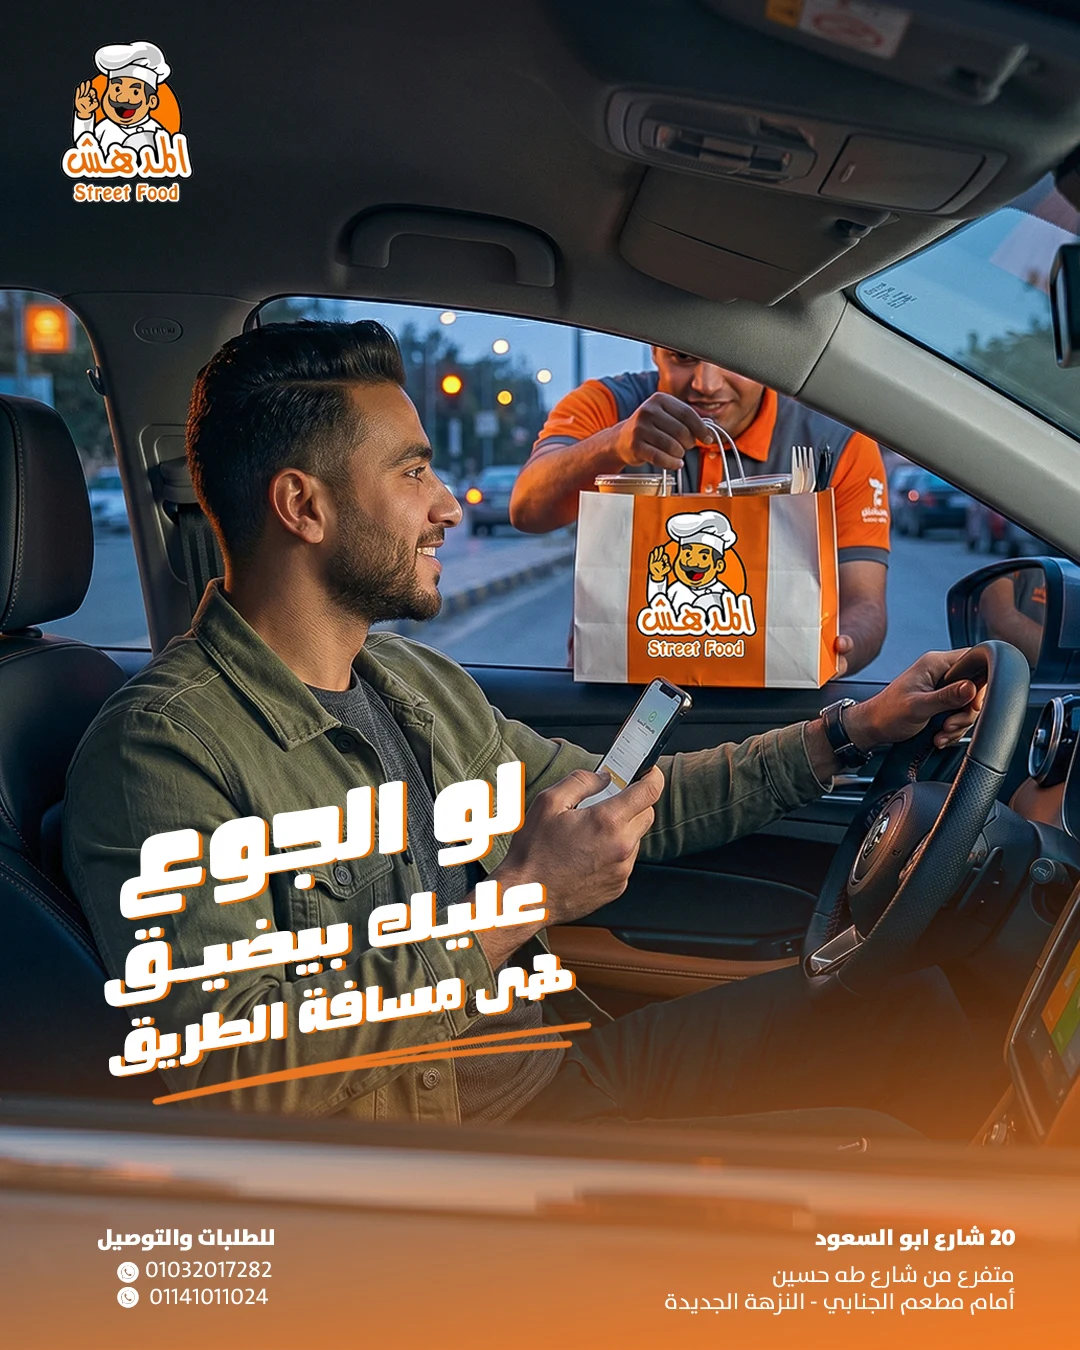 المدهش
Street Food
المدهش
Street Food
لو الجوع
عليك بيضيق
هى مسافة الطريق
للطلبات والتوصيل
01032017282
01141011024
20 شارع ابو السعود
متفرع من شارع طه حسين
أمام مطعم الجنابي - النزهة الجديدة